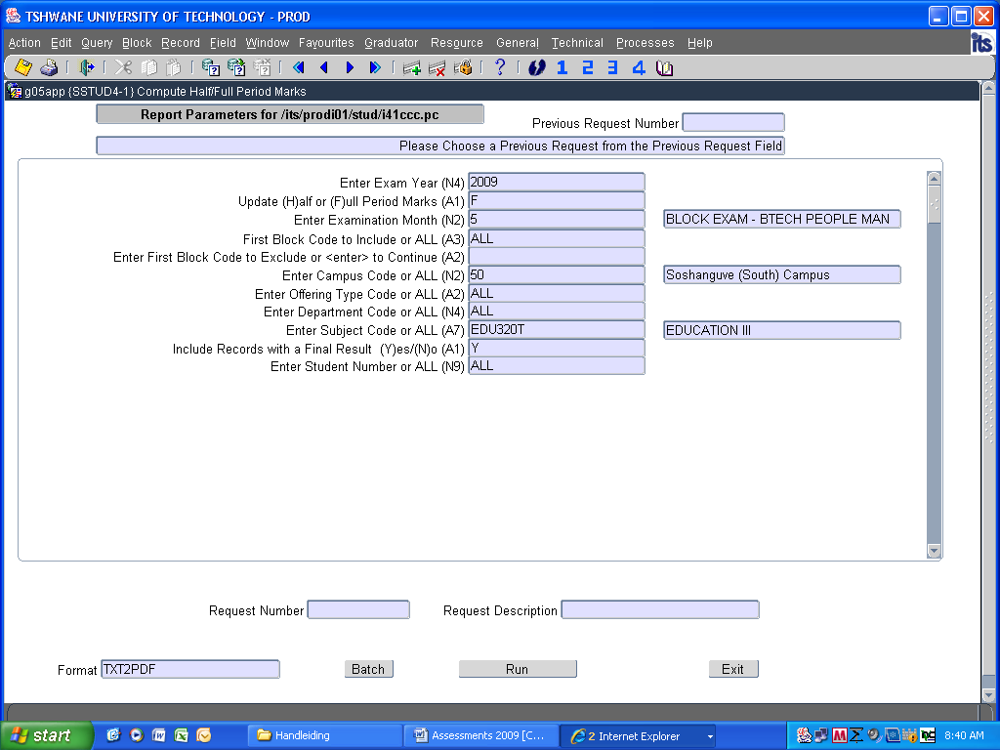 TSHWANE UNIVERSITY OF TECHNOLOGY - PROD
Action Edit Query Block Record Field Window Favourites Graduator Resource General Technical Processes Help
its
? 1 2 3 4
g05app {SSTUD4-1} Compute Half/Full Period Marks
Report Parameters for /its/prodi01/stud/i41ccc.pc
Previous Request Number
Please Choose a Previous Request from the Previous Request Field
Enter Exam Year (N4) 2009
Update (H)alf or (F)ull Period Marks (A1) F
Enter Examination Month (N2) 5 BLOCK EXAM - BTECH PEOPLE MAN
First Block Code to Include or ALL (A3) ALL
Enter First Block Code to Exclude or <enter> to Continue (A2)
Enter Campus Code or ALL (N2) 50 Soshanguve (South) Campus
Enter Offering Type Code or ALL (A2) ALL
Enter Department Code or ALL (N4) ALL
Enter Subject Code or ALL (A7) EDU320T EDUCATION III
Include Records with a Final Result (Y)es/(N)o (A1) Y
Enter Student Number or ALL (N9) ALL
Request Number Request Description
Format TXT2PDF Batch Run Exit
start Handleiding Assessments 2009 [C... 2 Internet Explorer 8:40 AM